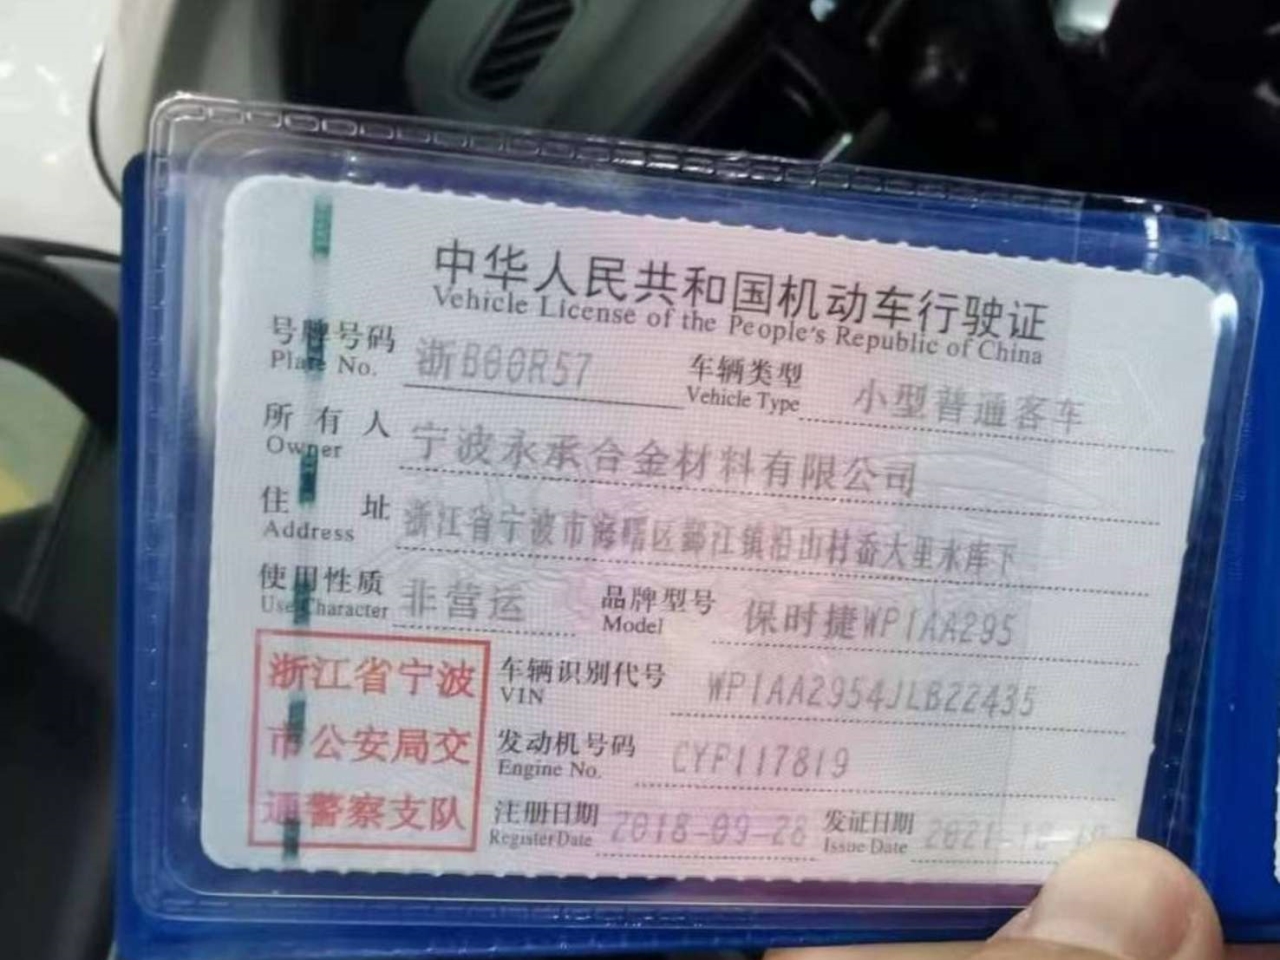 中华人民共和国机动车行驶证
Vehicle License of the People's Republic of China
号牌号码 浙B00R57 车辆类型 小型普通客车
Plate No. Vehicle Type
所有人 宁波永承合金材料有限公司
Owner
住址 浙江省宁波市海曙区鄞江镇沿山村岙大里水库下
Address
使用性质 非营运 品牌型号 保时捷WP1AA295
Use Character Model
浙江省宁波 车辆识别代号 WP1AA2954JLB22435
VIN
市公安局交 发动机号码 CYP117819
Engine No.
通警察支队 注册日期 2018-09-28 发证日期
Register Date Issue Date